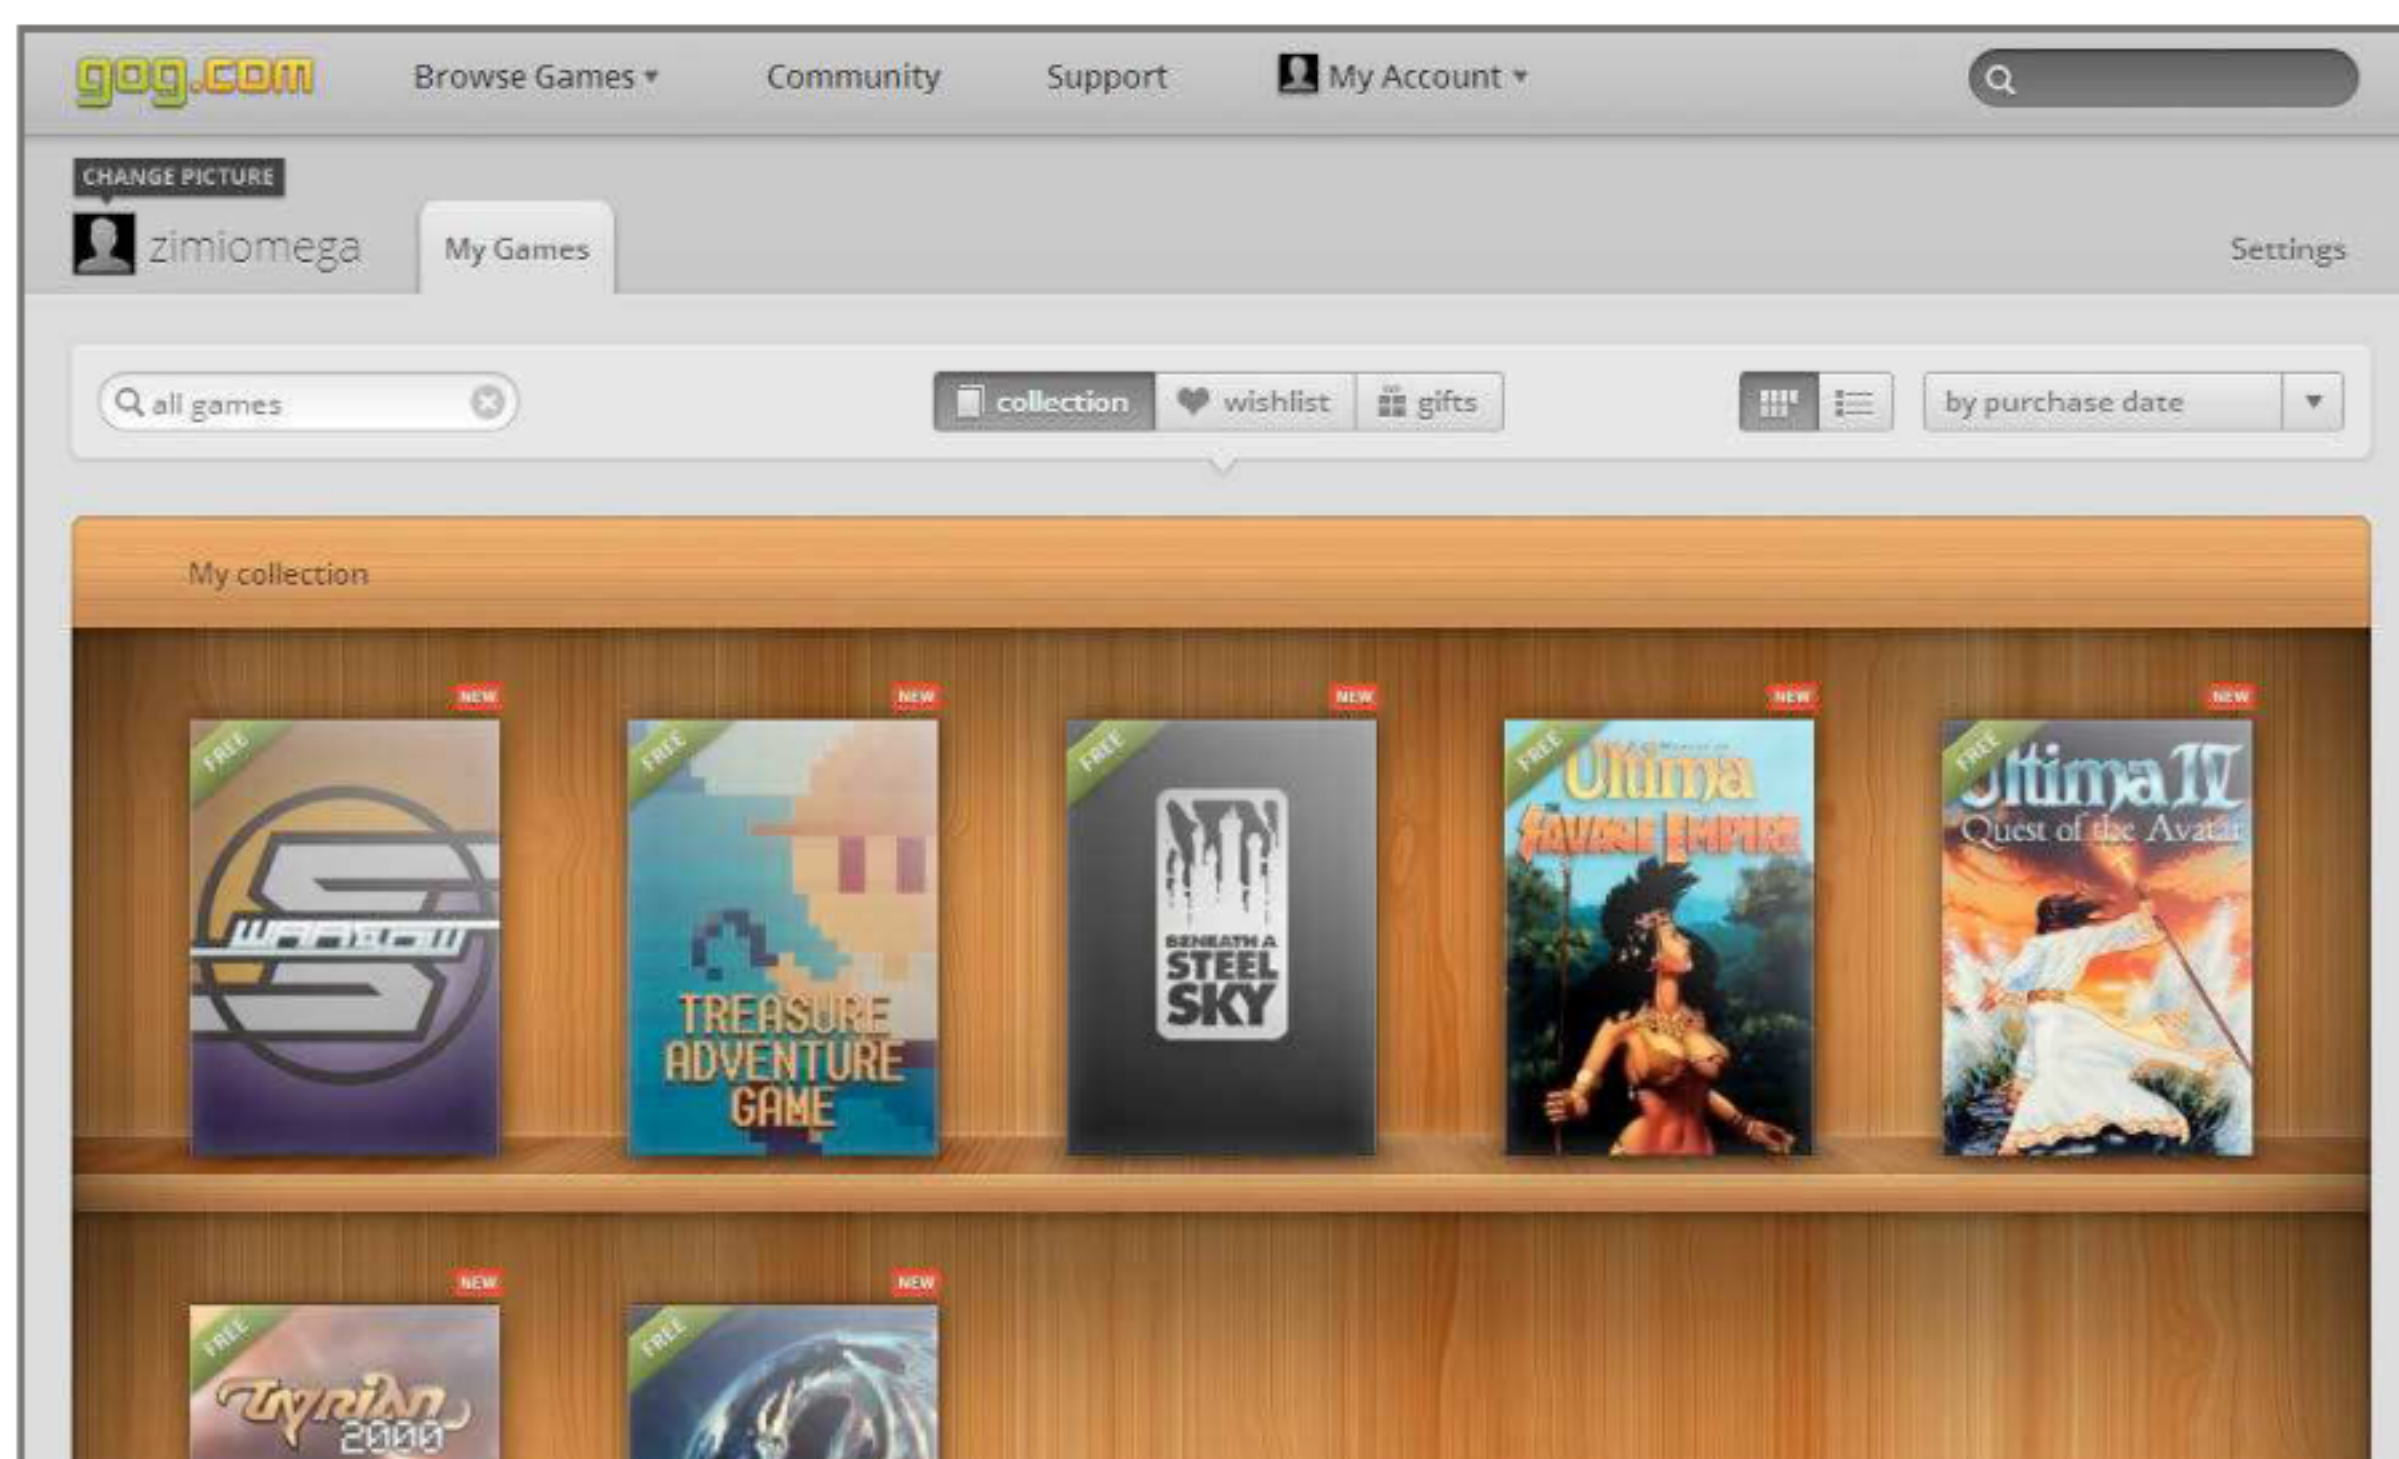 gog.com Browse Games Community Support My Account
CHANGE PICTURE
zimiomega My Games Settings
all games collection wishlist gifts by purchase date
My collection
NEW NEW NEW NEW NEW
FREE FREE FREE FREE FREE
WARSOW
TREASURE
ADVENTURE
GAME
BENEATH A
STEEL
SKY
Ultima
THE
SAVAGE EMPIRE
Ultima IV
Quest of the Avatar
NEW NEW
FREE FREE
TYRIAN
2000